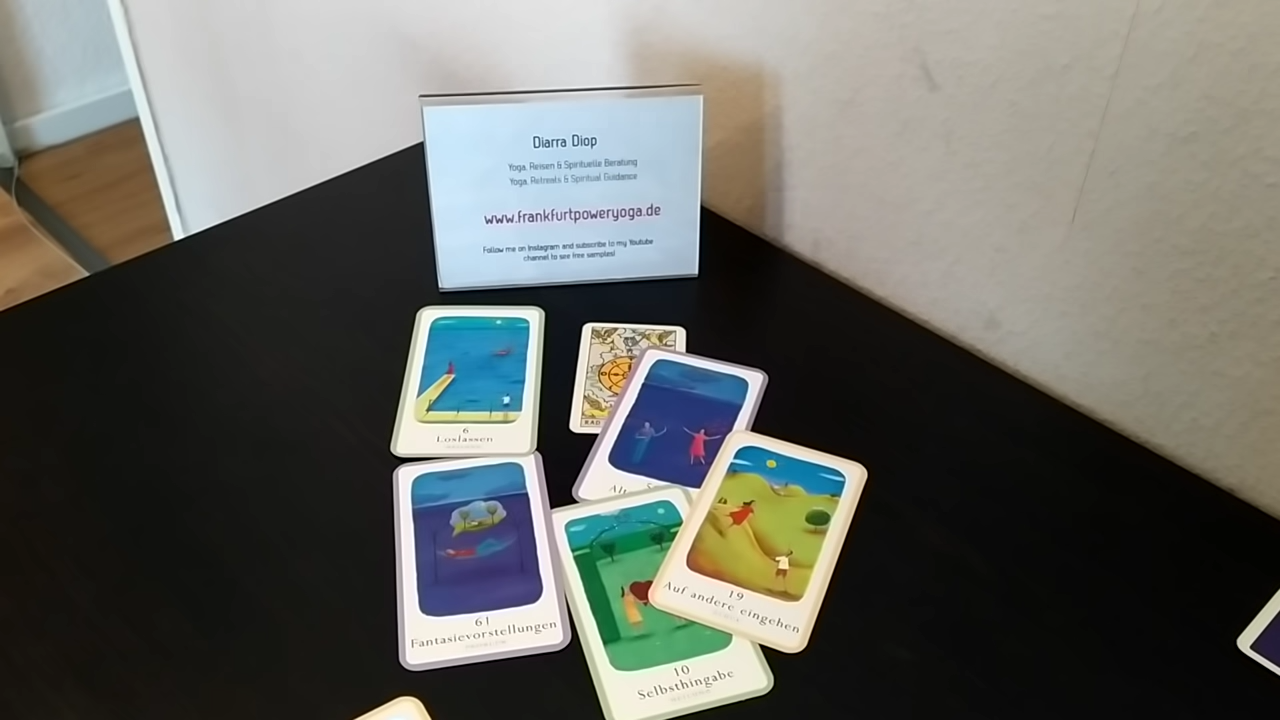 Diarra Diop
Yoga, Reisen & Spirituelle Beratung
Yoga, Retreats & Spiritual Guidance
www.frankfurtpoweryoga.de
Follow me on Instagram and subscribe to my Youtube
channel to see free samples!
6
Loslassen
RAD
61
Fantasievorstellungen
19
Auf andere eingehen
10
Selbsthingabe